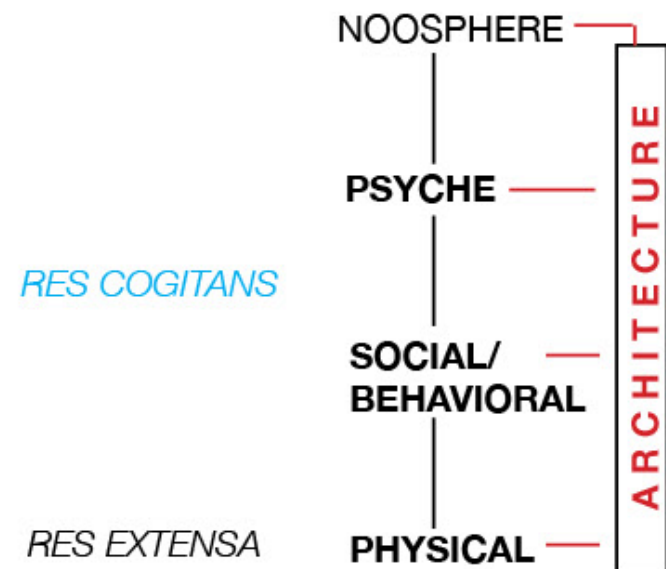 NOOSPHERE
PSYCHE
RES COGITANS
SOCIAL/
BEHAVIORAL
RES EXTENSA
PHYSICAL
ARCHITECTURE